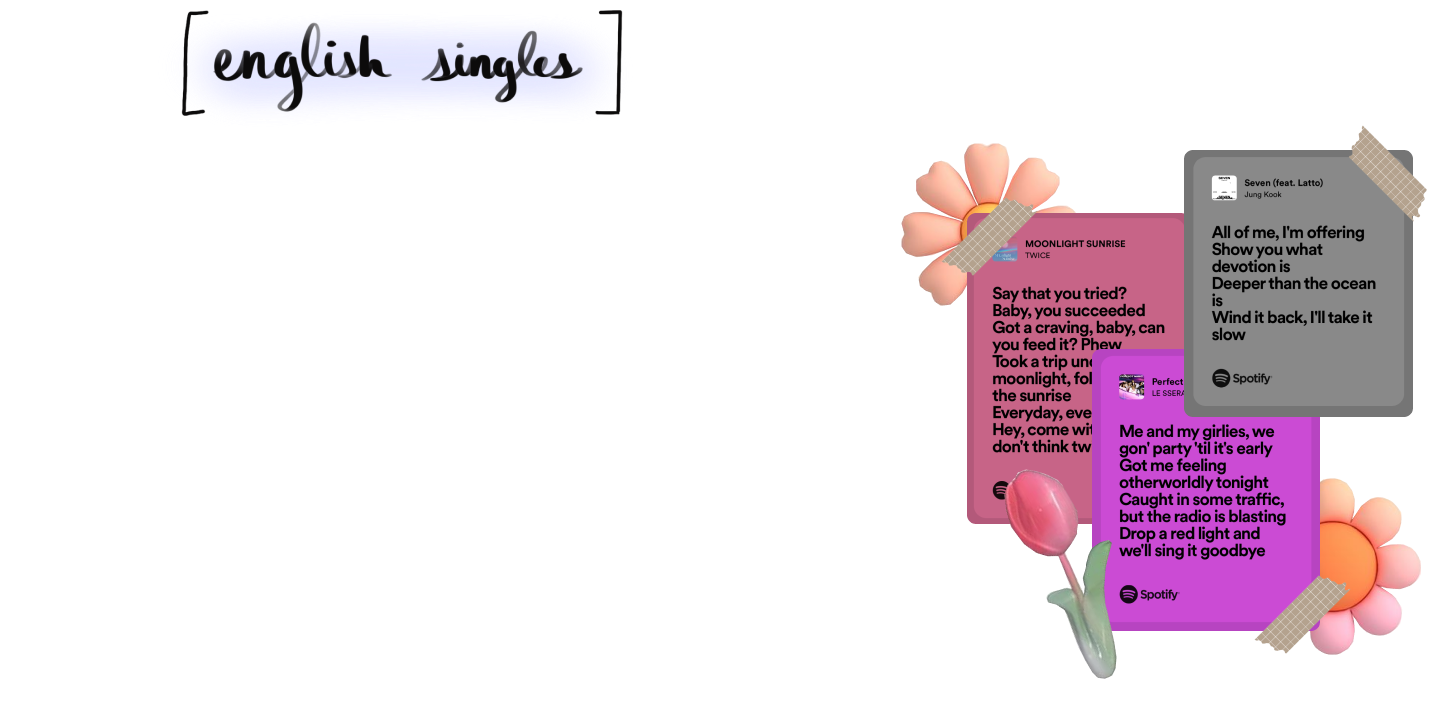 [english singles]
MOONLIGHT SUNRISE
TWICE
Say that you tried?
Baby, you succeeded
Got a craving, baby, can
you feed it? Phew
Took a trip
moonlight,
the sunrise
Everyday,
Hey, come
don't think
Seven (feat. Latto)
Jung Kook
All of me, I'm offering
Show you what
devotion is
Deeper than the ocean
is
Wind it back, I'll take it
slow
Spotify
Perfect
LE
Me and my girlies, we
gon' party 'til it's early
Got me feeling
otherworldly tonight
Caught in some traffic,
but the radio is blasting
Drop a red light and
we'll sing it goodbye
Spotify